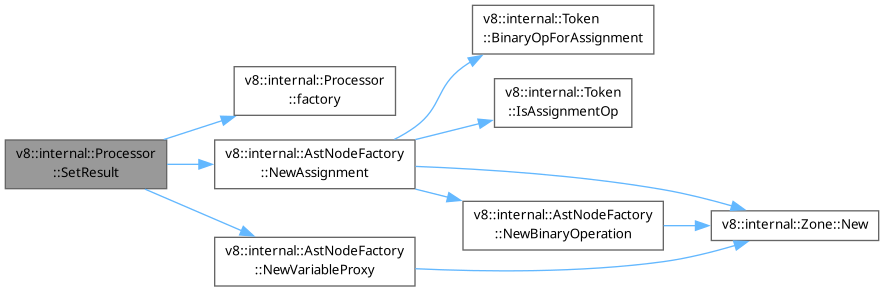 v8::internal::Processor
::SetResult
v8::internal::Processor
::factory
v8::internal::AstNodeFactory
::NewAssignment
v8::internal::AstNodeFactory
::NewVariableProxy
v8::internal::Token
::BinaryOpForAssignment
v8::internal::Token
::IsAssignmentOp
v8::internal::AstNodeFactory
::NewBinaryOperation
v8::internal::Zone::New